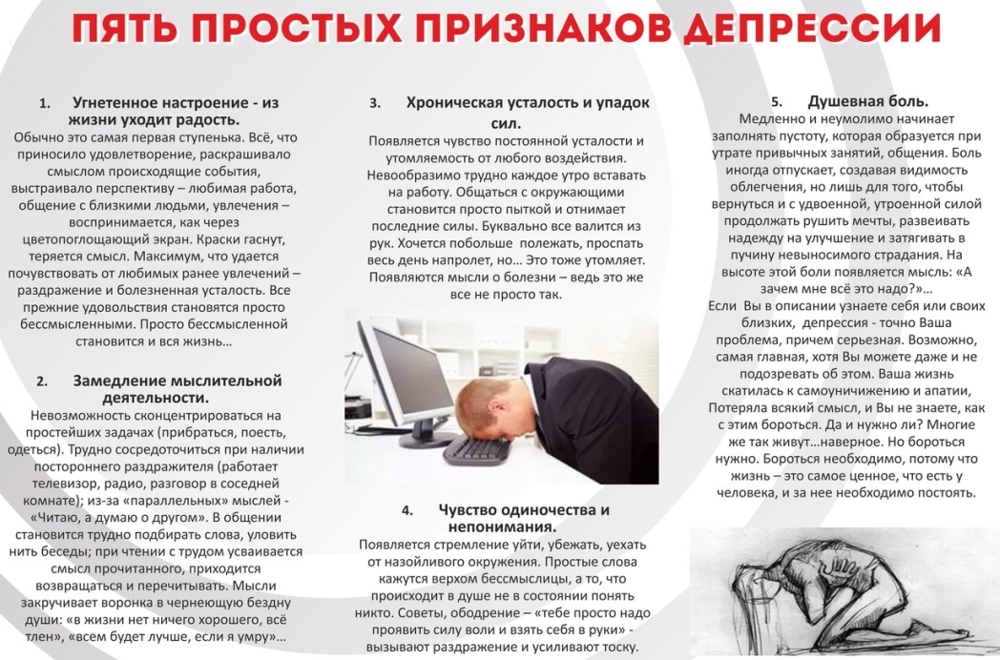 ПЯТЬ ПРОСТЫХ ПРИЗНАКОВ ДЕПРЕССИИ
1. Угнетенное настроение - из
жизни уходит радость.
Обычно это самая первая ступенька. Всё, что
приносило удовлетворение, раскрашивало
смыслом происходящие события,
выстраивало перспективу – любимая работа,
общение с близкими людьми, увлечения –
воспринимается, как через
цветопоглощающий экран. Краски гаснут,
теряется смысл. Максимум, что удается
почувствовать от любимых ранее увлечений –
раздражение и болезненная усталость. Все
прежние удовольствия становятся просто
бессмысленными. Просто бессмысленной
становится и вся жизнь…
2. Замедление мыслительной
деятельности.
Невозможность сконцентрироваться на
простейших задачах (прибраться, поесть,
одеться). Трудно сосредоточиться при наличии
постороннего раздражителя (работает
телевизор, радио, разговор в соседней
комнате); из-за «параллельных» мыслей -
«Читаю, а думаю о другом». В общении
становится трудно подбирать слова, уловить
нить беседы; при чтении с трудом усваивается
смысл прочитанного, приходится
возвращаться и перечитывать. Мысли
закручивает воронка в чернеющую бездну
души: «в жизни нет ничего хорошего, всё
тлен», «всем будет лучше, если я умру»…
3. Хроническая усталость и упадок
сил.
Появляется чувство постоянной усталости и
утомляемость от любого воздействия.
Невообразимо трудно каждое утро вставать
на работу. Общаться с окружающими
становится просто пыткой и отнимает
последние силы. Буквально все валится из
рук. Хочется побольше полежать, проспать
весь день напролет, но… Это тоже утомляет.
Появляются мысли о болезни – ведь это же
все не просто так.
4. Чувство одиночества и
непонимания.
Появляется стремление уйти, убежать, уехать
от назойливого окружения. Простые слова
кажутся верхом бессмыслицы, а то, что
происходит в душе не в состоянии понять
никто. Советы, ободрение – «тебе просто надо
проявить силу воли и взять себя в руки» -
вызывают раздражение и усиливают тоску.
5. Душевная боль.
Медленно и неумолимо начинает
заполнять пустоту, которая образуется при
утрате привычных занятий, общения. Боль
иногда отпускает, создавая видимость
облегчения, но лишь для того, чтобы
вернуться и с удвоенной, утроенной силой
продолжать рушить мечты, развеивать
надежду на улучшение и затягивать в
пучину невыносимого страдания. На
высоте этой боли появляется мысль: «А
зачем мне всё это надо?»…
Если Вы в описании узнаете себя или своих
близких, депрессия - точно Ваша
проблема, причем серьезная. Возможно,
самая главная, хотя Вы можете даже и не
подозревать об этом. Ваша жизнь
скатилась к самоуничижению и апатии,
Потеряла всякий смысл, и Вы не знаете, как
с этим бороться. Да и нужно ли? Многие
же так живут…наверное. Но бороться
нужно. Бороться необходимо, потому что
жизнь – это самое ценное, что есть у
человека, и за нее необходимо постоять.